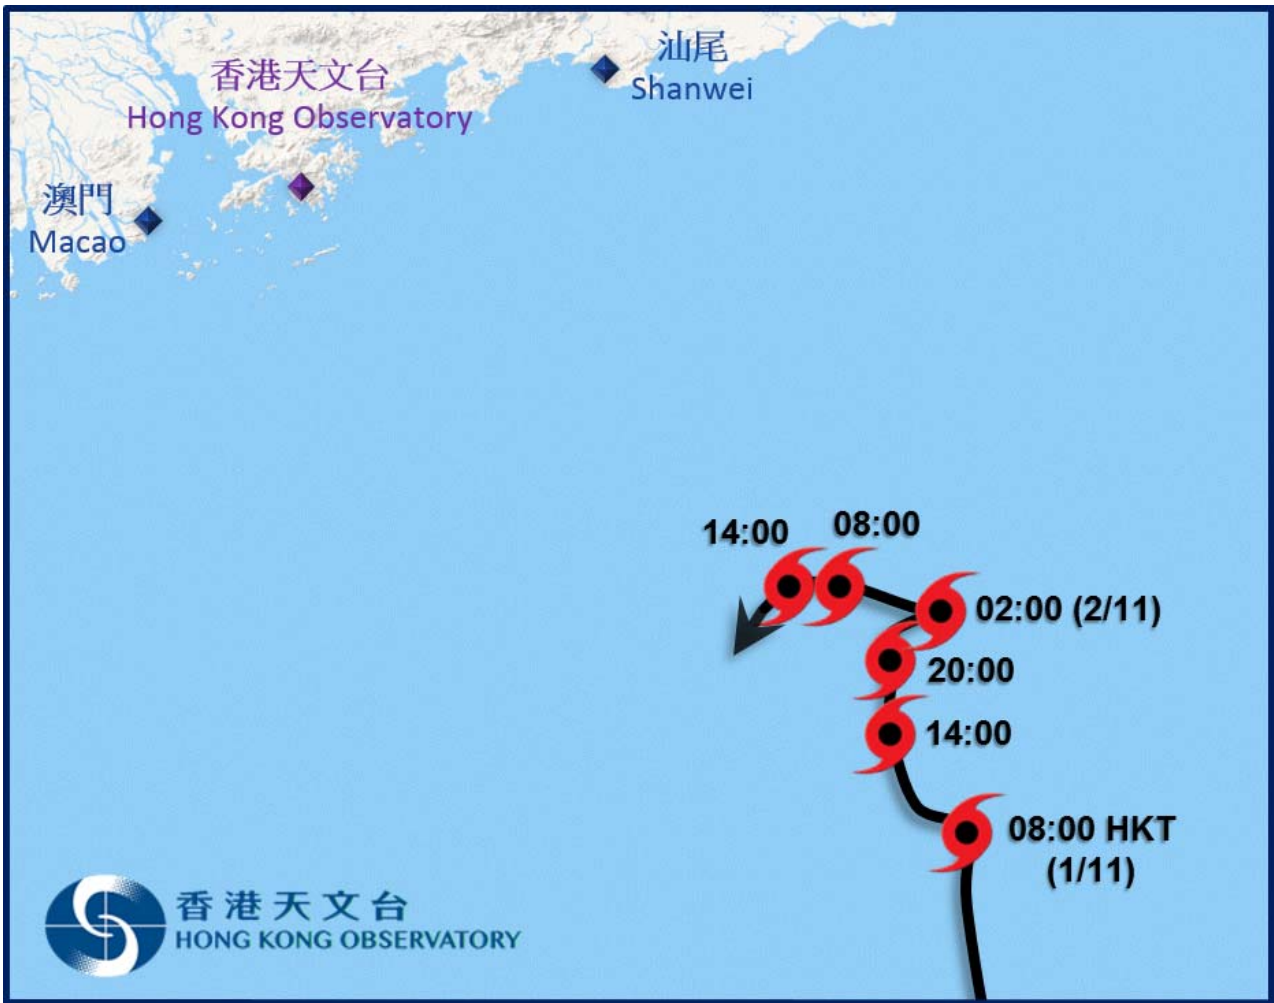 汕尾
Shanwei
香港天文台
Hong Kong Observatory
澳門
Macao
14:00
08:00
02:00 (2/11)
20:00
14:00
08:00 HKT
(1/11)
香港天文台
HONG KONG OBSERVATORY